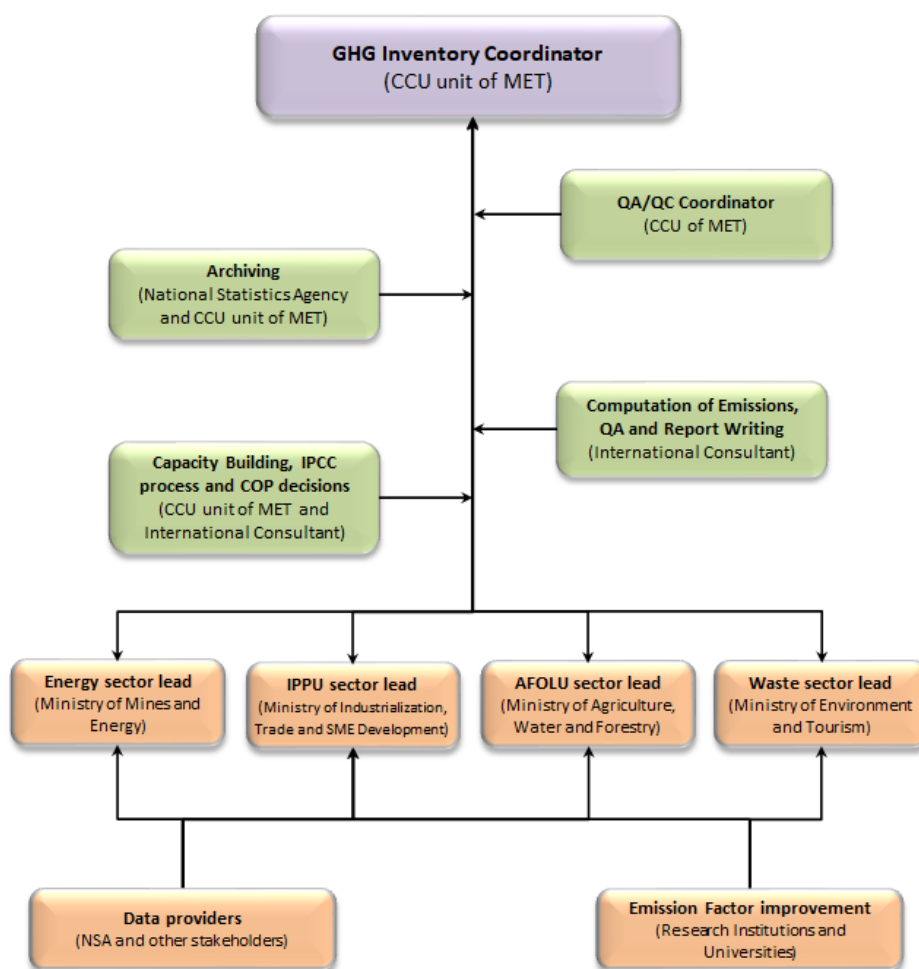 GHG Inventory Coordinator
(CCU unit of MET)
QA/QC Coordinator
(CCU of MET)
Archiving
(National Statistics Agency
and CCU unit of MET)
Computation of Emissions,
QA and Report Writing
(International Consultant)
Capacity Building, IPCC
process and COP decisions
(CCU unit of MET and
International Consultant)
Energy sector lead
(Ministry of Mines and
Energy)
IPPU sector lead
(Ministry of Industrialization,
Trade and SME Development)
AFOLU sector lead
(Ministry of Agriculture,
Water and Forestry)
Waste sector lead
(Ministry of Environment
and Tourism)
Data providers
(NSA and other stakeholders)
Emission Factor improvement
(Research Institutions and
Universities)